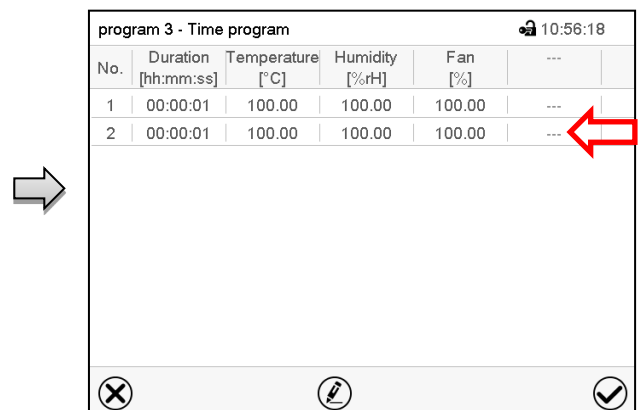 program 3 - Time program 10:56:18
No. Duration [hh:mm:ss] Temperature [°C] Humidity [%rH] Fan [%] ---
1 00:00:01 100.00 100.00 100.00 ---
2 00:00:01 100.00 100.00 100.00 ---